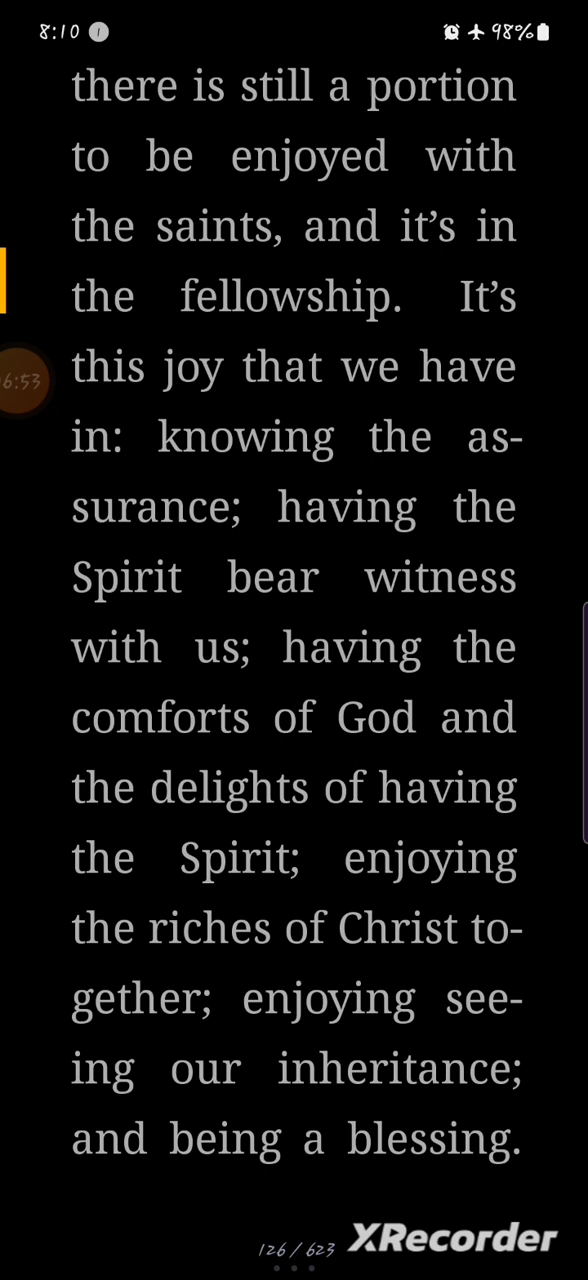 8:10
98%
there is still a portion
to be enjoyed with
the saints, and it’s in
the fellowship. It’s
this joy that we have
in: knowing the as-
surance; having the
Spirit bear witness
with us; having the
comforts of God and
the delights of having
the Spirit; enjoying
the riches of Christ to-
gether; enjoying see-
ing our inheritance;
and being a blessing.
126 / 623
XRecorder